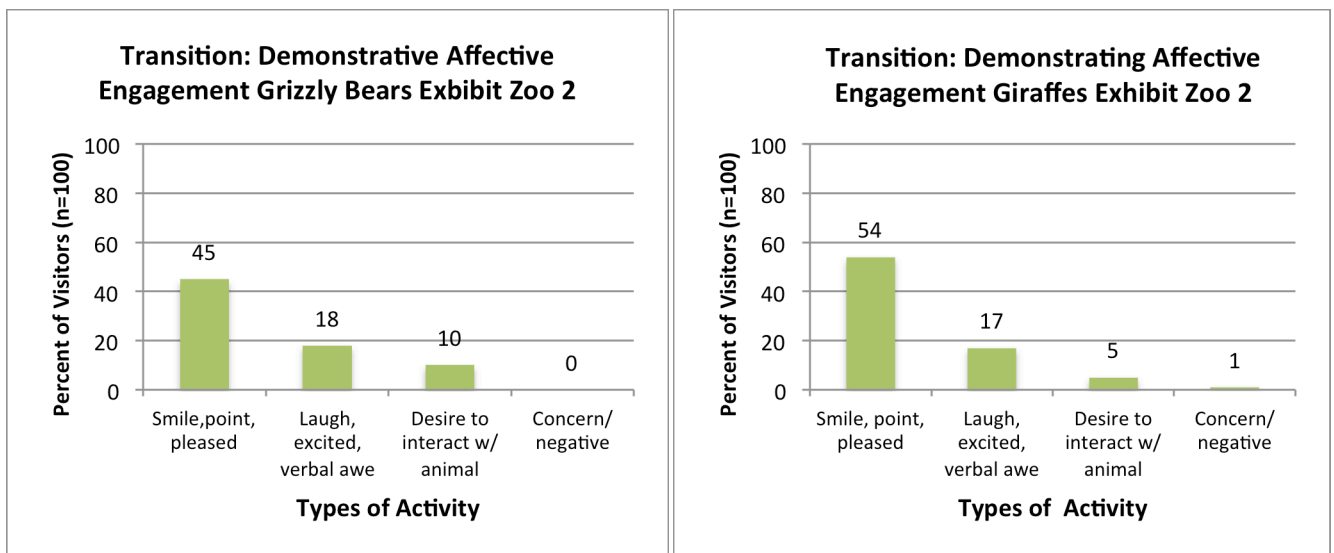 Transition: Demonstrative Affective
Engagement Grizzly Bears Exbibit Zoo 2
Percent of Visitors (n=100)
100
80
60
40
20
0
45
18
10
0
Smile,point,
pleased
Laugh,
excited,
verbal awe
Desire to
interact w/
animal
Concern/
negative
Types of Activity
Transition: Demonstrating Affective
Engagement Giraffes Exhibit Zoo 2
Percent of Visitors (n=100)
100
80
60
40
20
0
54
17
5
1
Smile, point,
pleased
Laugh,
excited,
verbal awe
Desire to
interact w/
animal
Concern/
negative
Types of  Activity